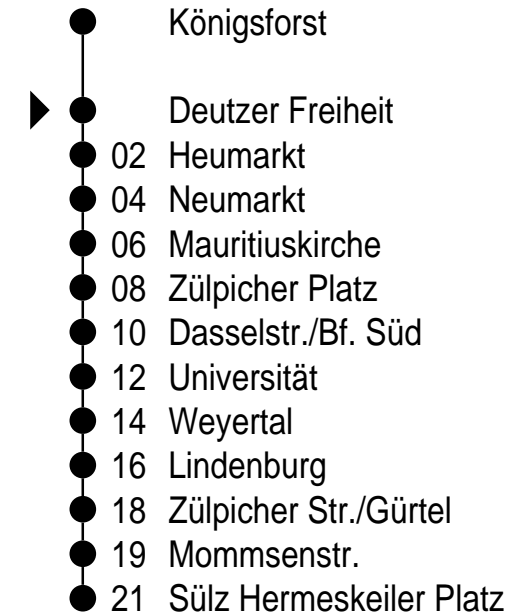 Königsforst
Deutzer Freiheit
02 Heumarkt
04 Neumarkt
06 Mauritiuskirche
08 Zülpicher Platz
10 Dasselstr./Bf. Süd
12 Universität
14 Weyertal
16 Lindenburg
18 Zülpicher Str./Gürtel
19 Mommsenstr.
21 Sülz Hermeskeiler Platz